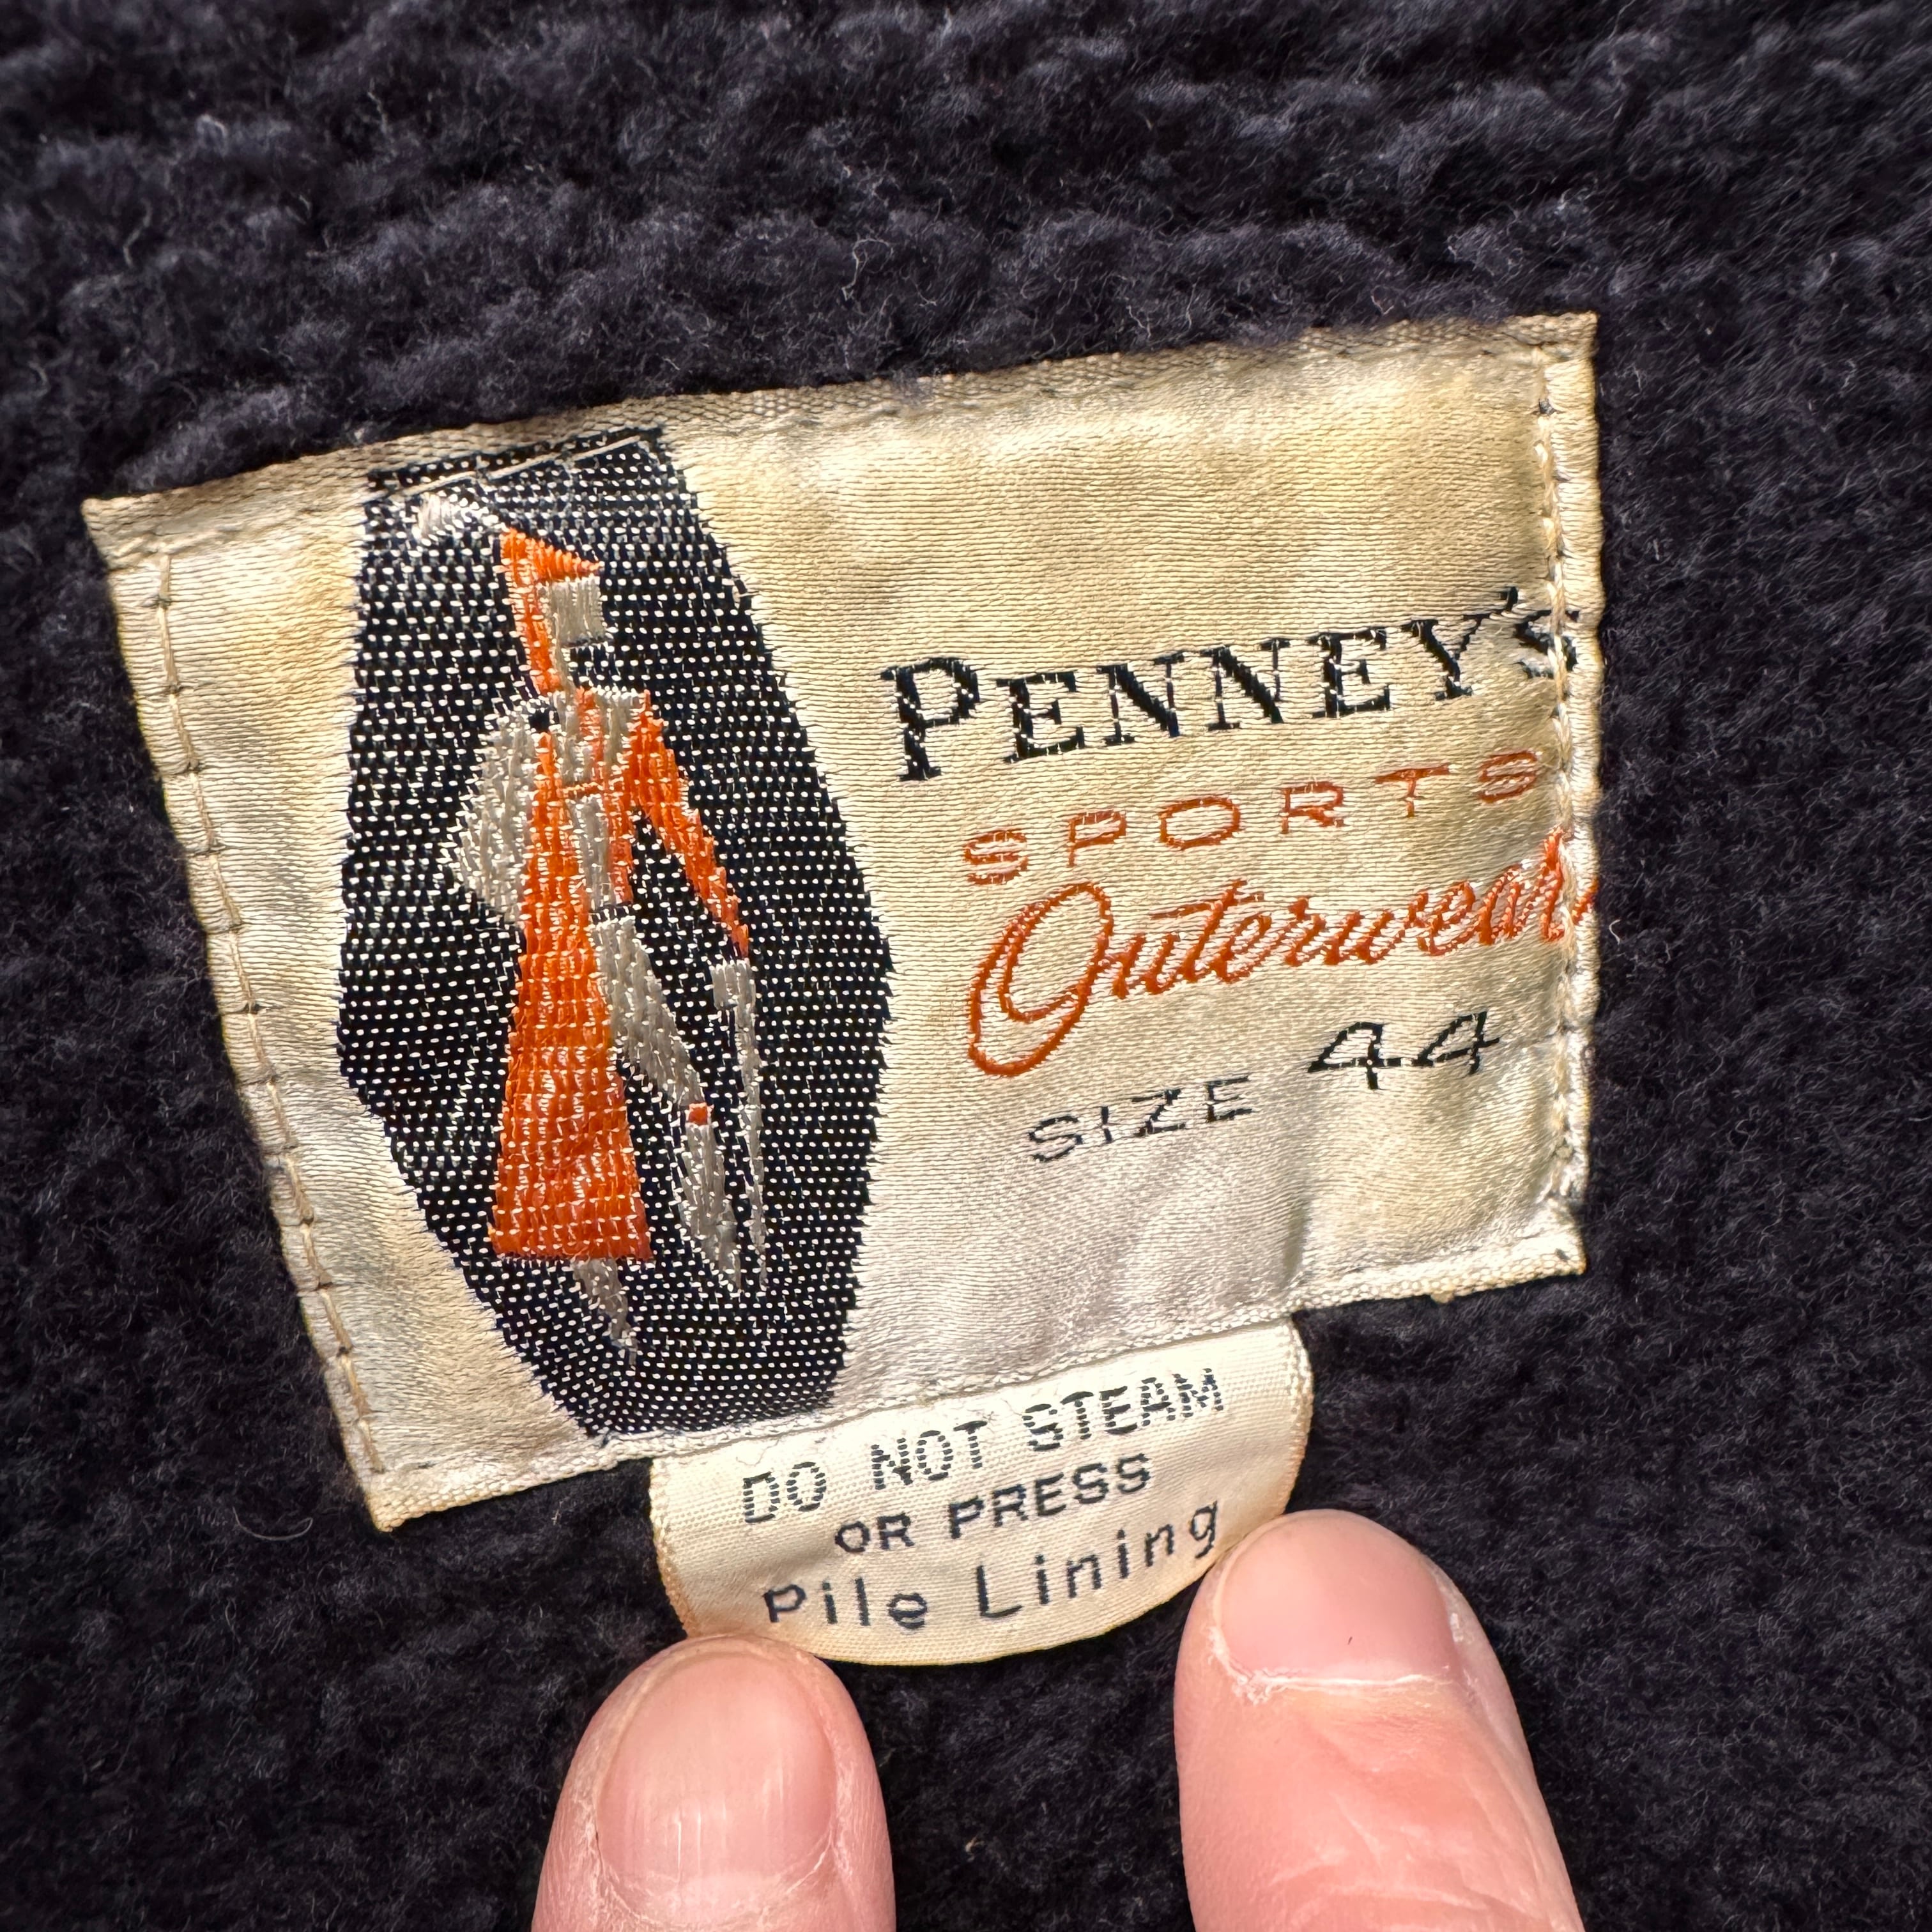 PENNEY'S
SPORTS
Outerwear
SIZE 44
DO NOT STEAM
OR PRESS
Pile Lining